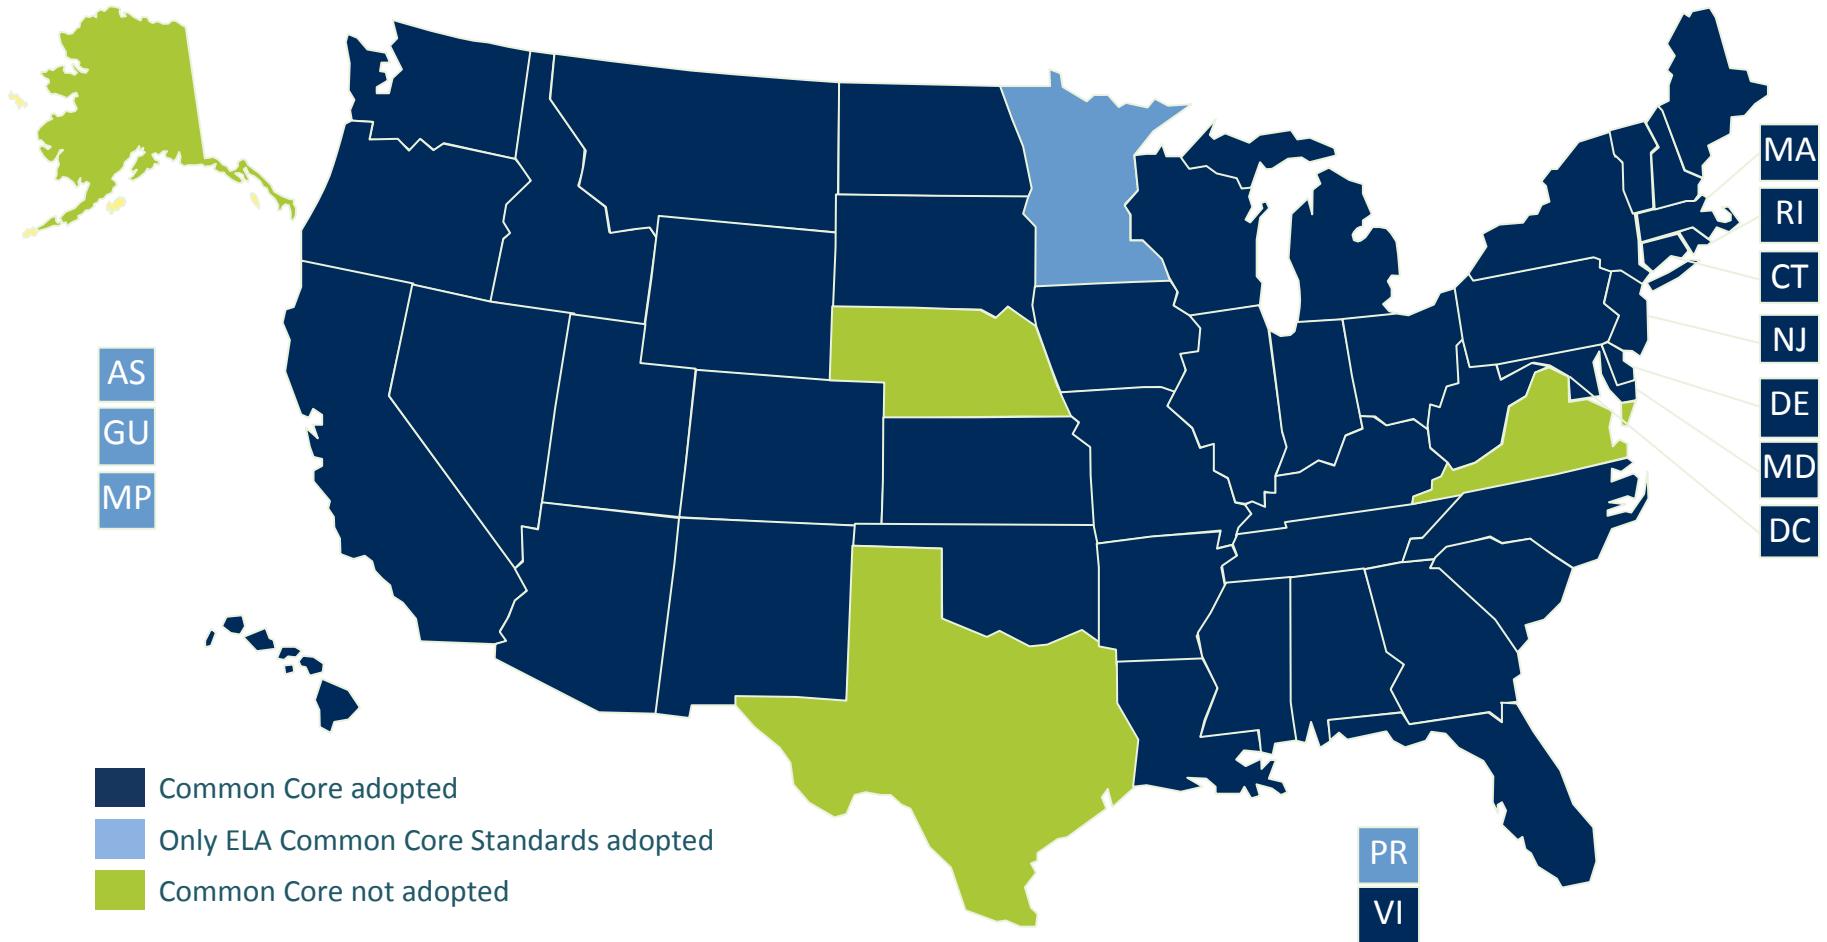 MA
RI
CT
NJ
DE
MD
DC
AS
GU
MP
Common Core adopted
Only ELA Common Core Standards adopted
Common Core not adopted
PR
VI